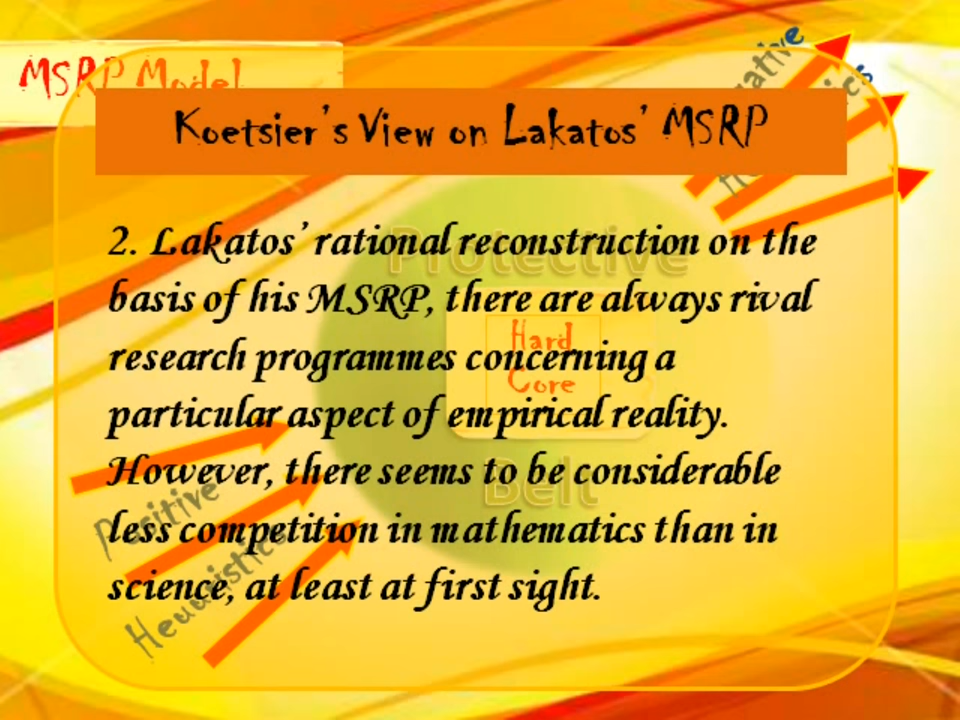 MSRP Model
Koetsier's View on Lakatos' MSRP
2. Lakatos' rational reconstruction on the
basis of his MSRP, there are always rival
research programmes concerning a
particular aspect of empirical reality.
However, there seems to be considerable
less competition in mathematics than in
science, at least at first sight.
Protective
Hard
Core
Belt
Positive